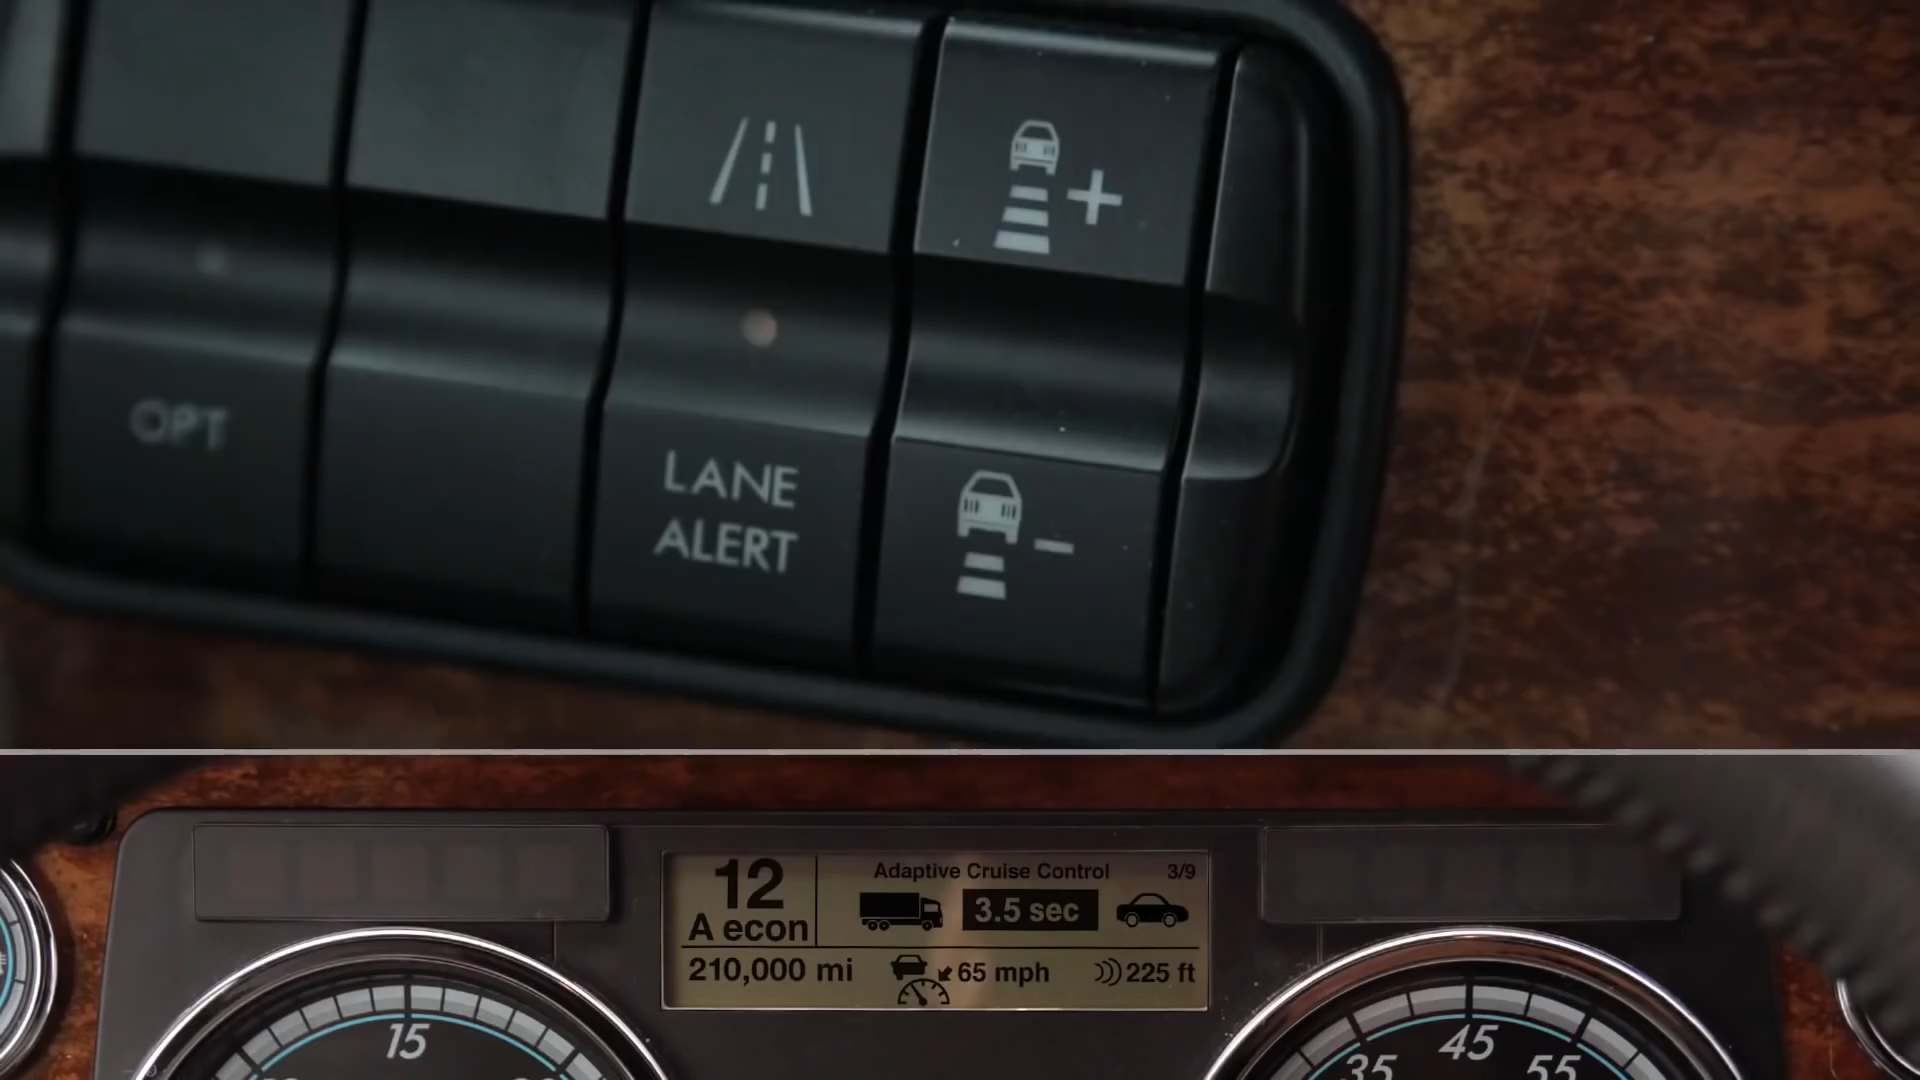 OPT
LANE
ALERT
12
A econ
Adaptive Cruise Control 3/9
3.5 sec
210,000 mi 65 mph 225 ft
15
35 45 55